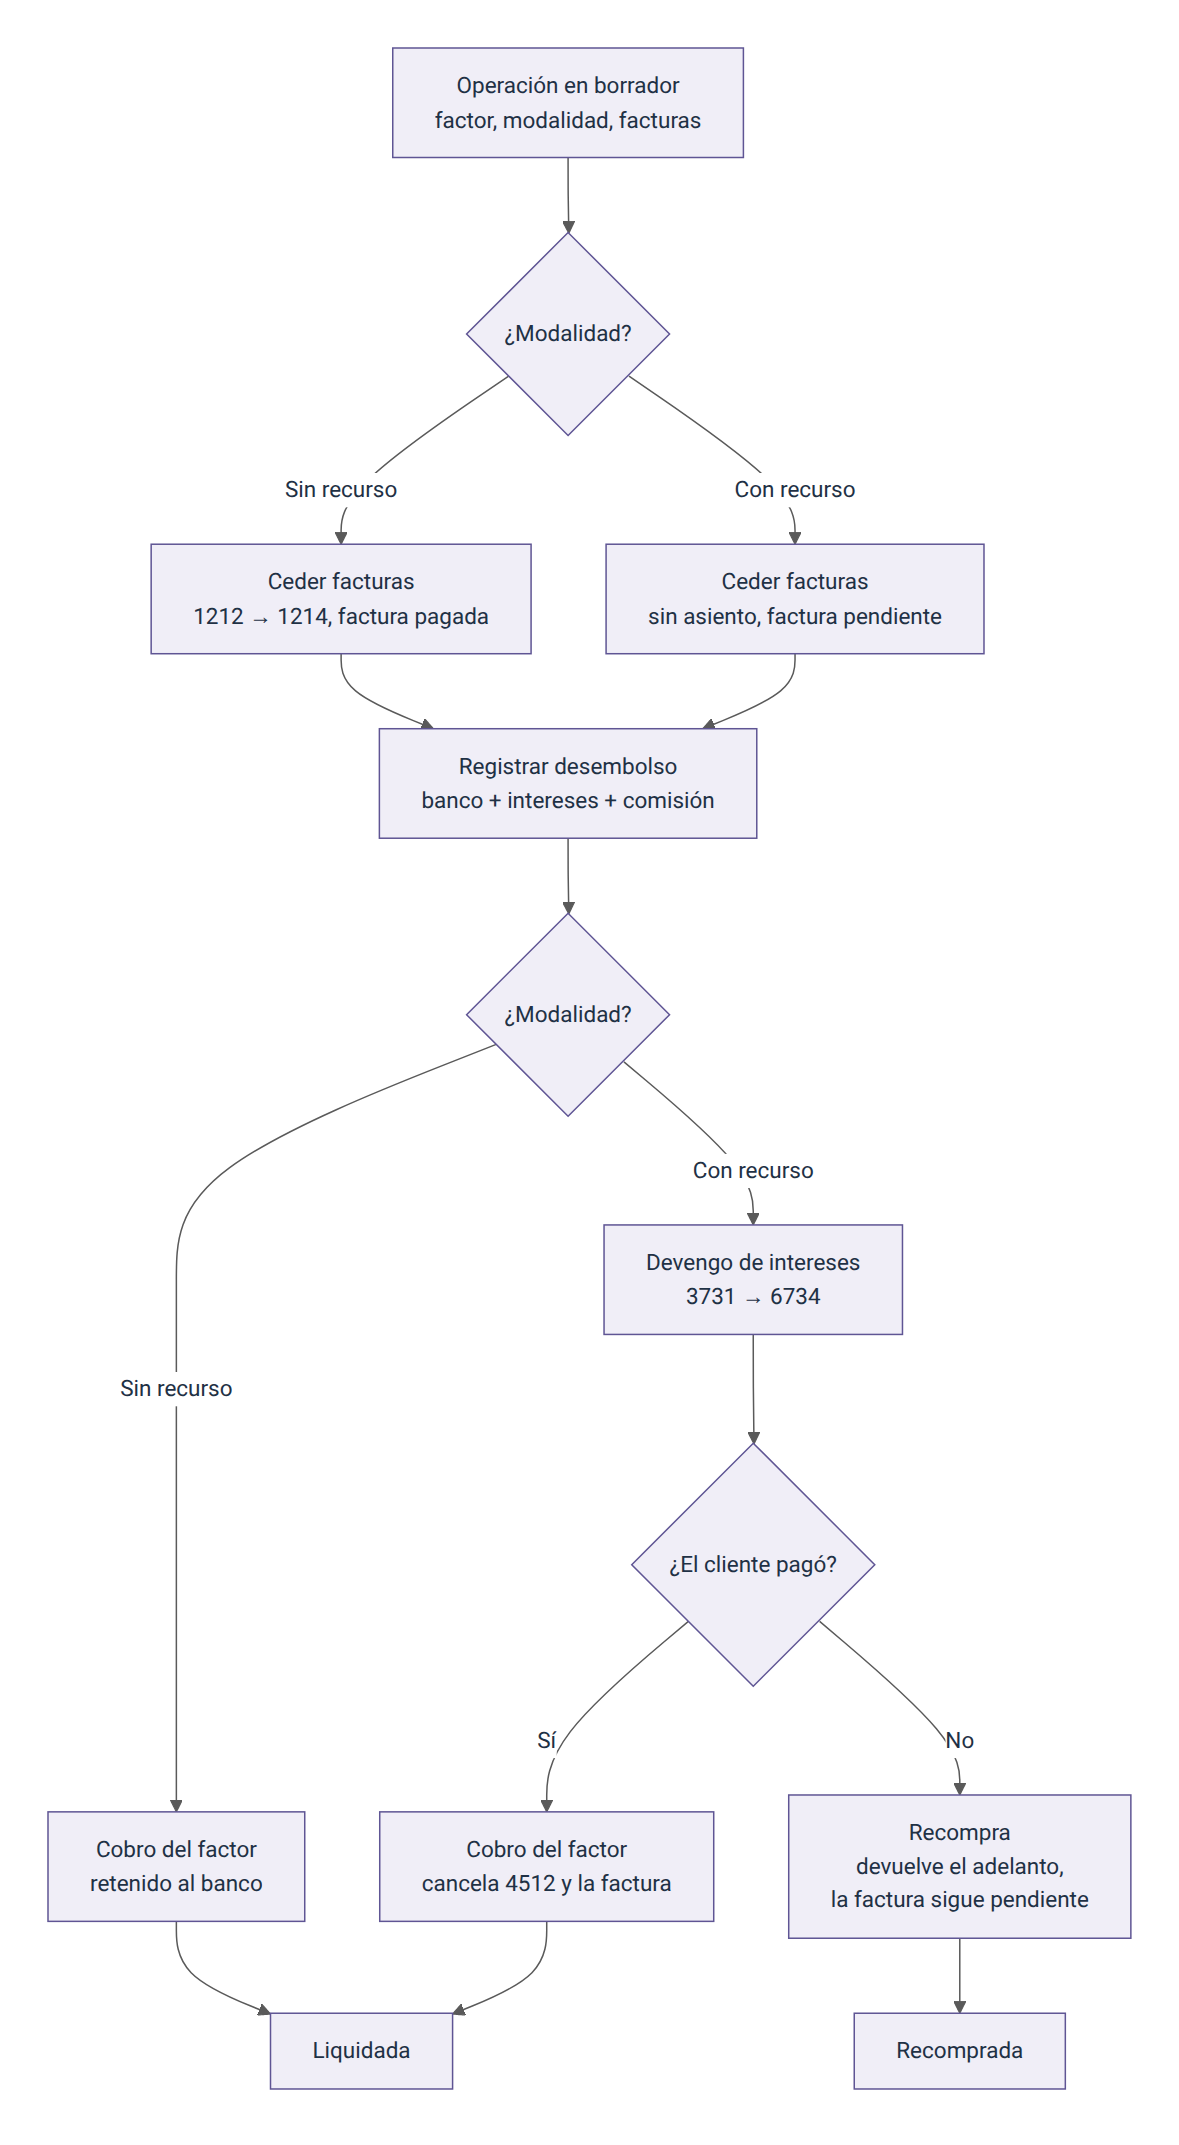 Operación en borrador
factor, modalidad, facturas
¿Modalidad?
Sin recurso
Con recurso
Ceder facturas
1212 → 1214, factura pagada
Ceder facturas
sin asiento, factura pendiente
Registrar desembolso
banco + intereses + comisión
¿Modalidad?
Con recurso
Devengo de intereses
3731 → 6734
Sin recurso
¿El cliente pagó?
Sí
No
Cobro del factor
retenido al banco
Cobro del factor
cancela 4512 y la factura
Recompra
devuelve el adelanto,
la factura sigue pendiente
Liquidada
Recomprada